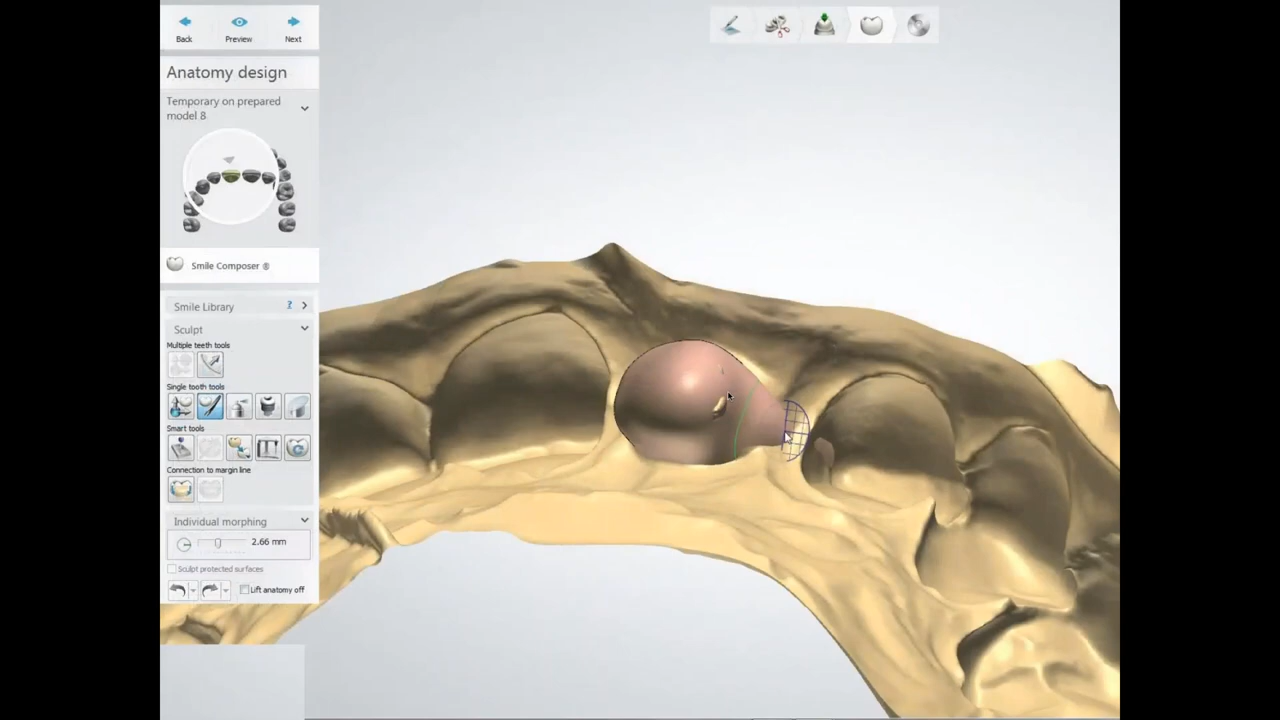 Back
Preview
Next
Anatomy design
Temporary on prepared
model 8
Smile Composer ®
Smile Library
?
Sculpt
Multiple teeth tools
Single tooth tools
Smart tools
Connection to margin line
Individual morphing
2.66 mm
Sculpt protected surfaces
Lift anatomy off